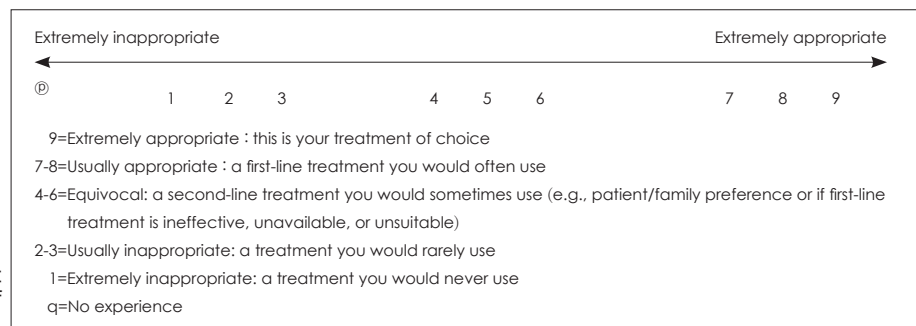 Extremely inappropriate Extremely appropriate
ⓟ
1 2 3 4 5 6 7 8 9
9=Extremely appropriate : this is your treatment of choice
7-8=Usually appropriate : a first-line treatment you would often use
4-6=Equivocal: a second-line treatment you would sometimes use (e.g., patient/family preference or if first-line
treatment is ineffective, unavailable, or unsuitable)
2-3=Usually inappropriate: a treatment you would rarely use
1=Extremely inappropriate: a treatment you would never use
q=No experience